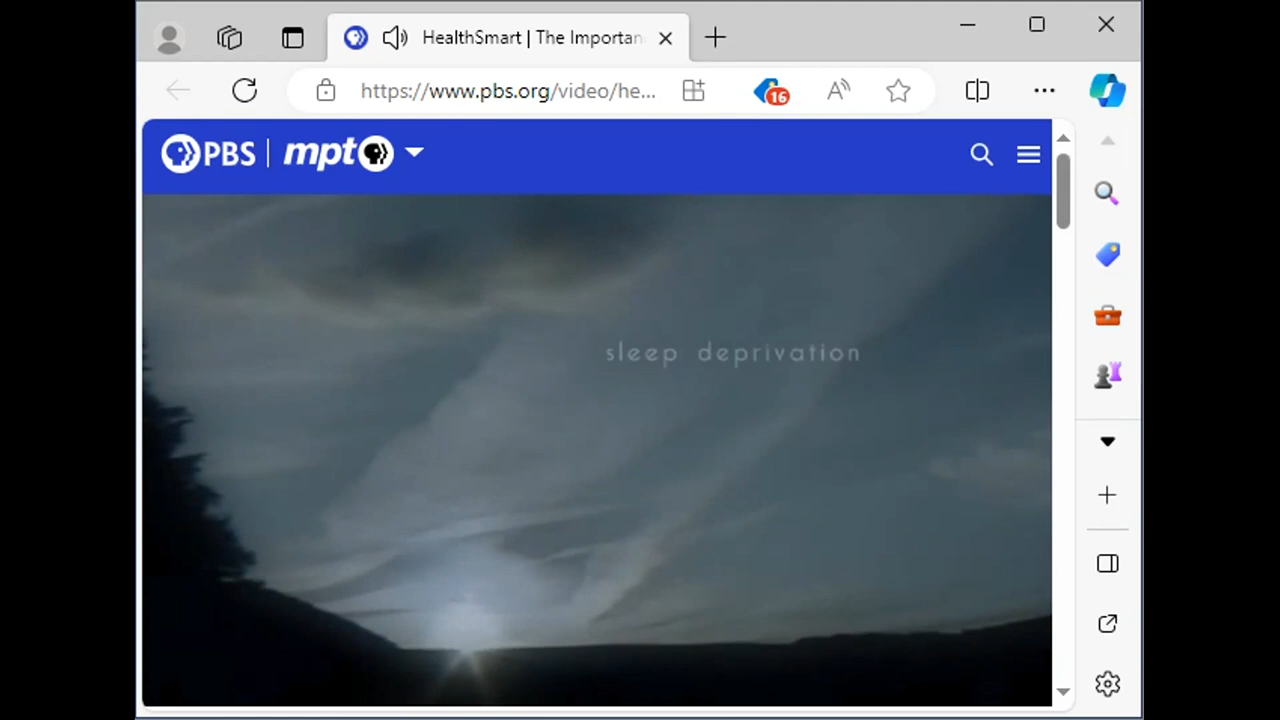 HealthSmart | The Importan
https://www.pbs.org/video/he...
16
PBS | mpt
sleep deprivation